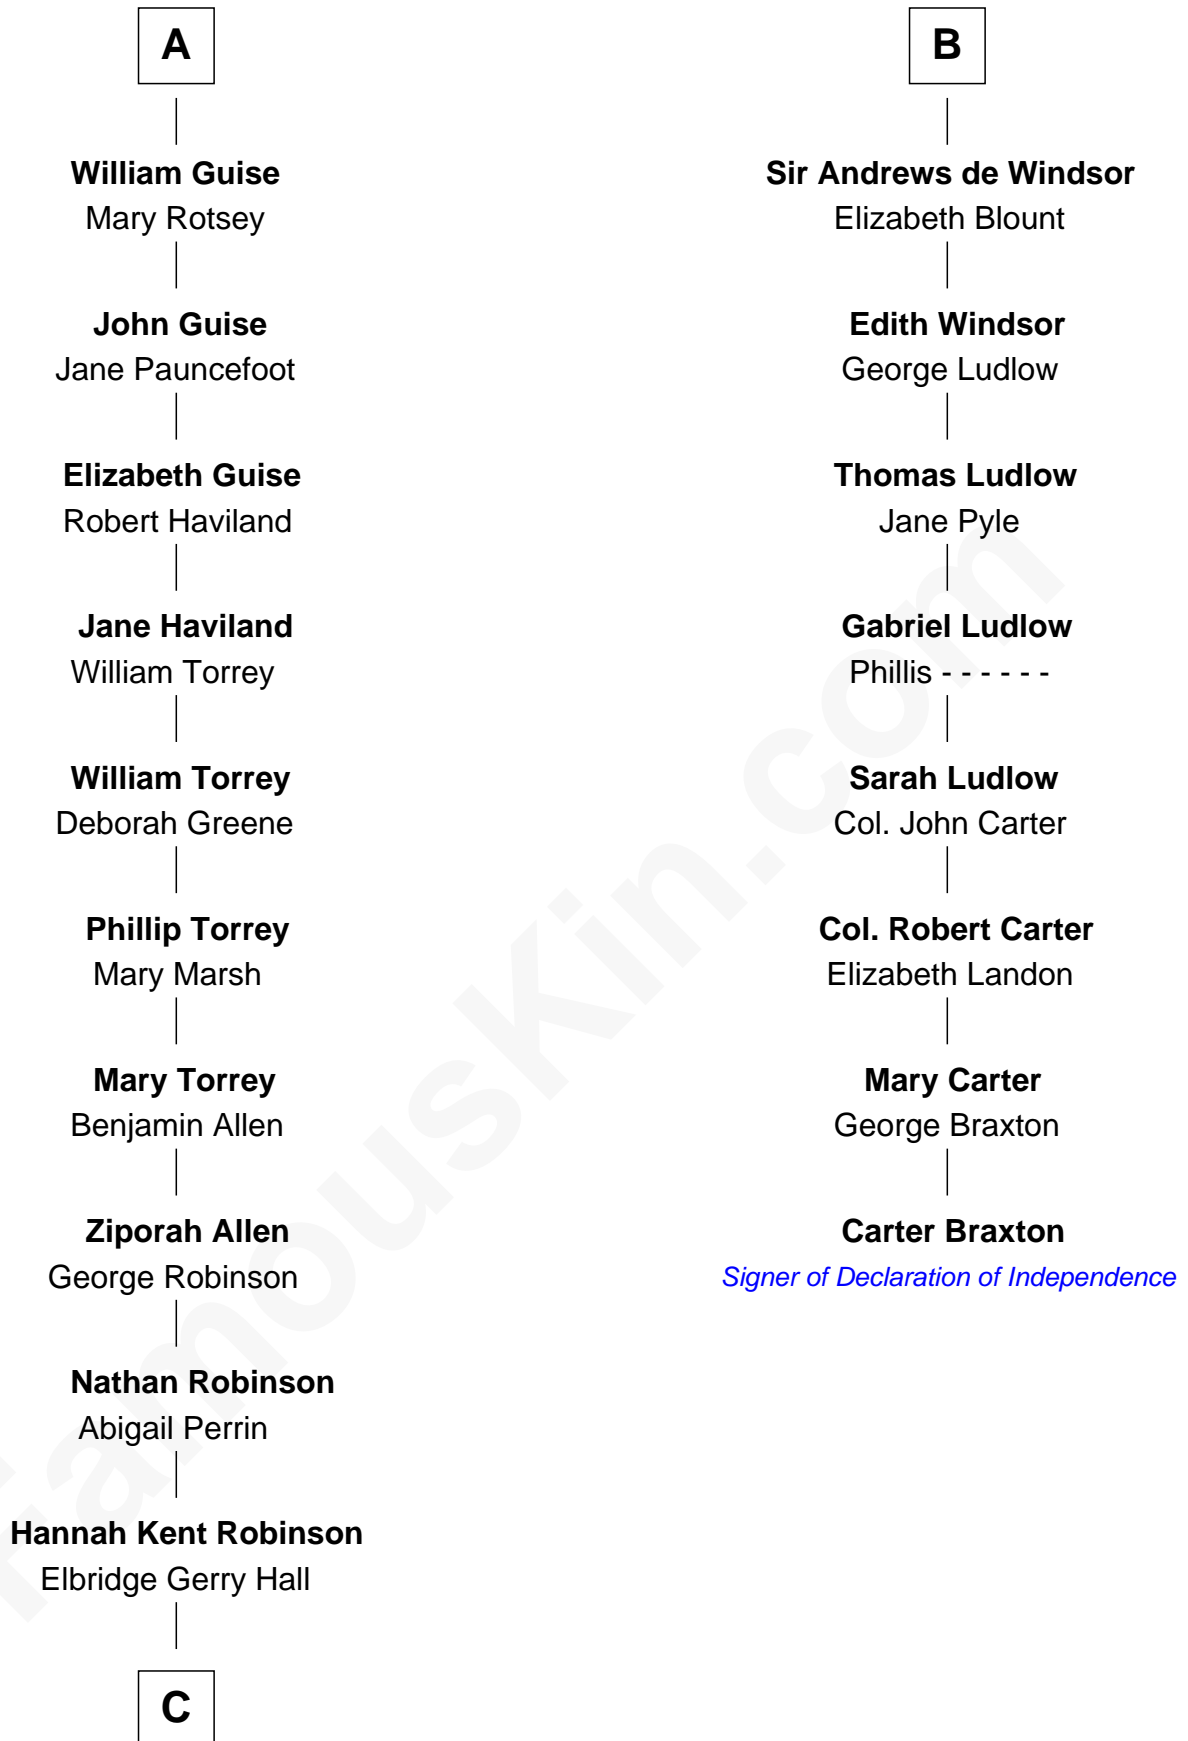 A
William Guise
Mary Rotsey
John Guise
Jane Pauncefoot
Elizabeth Guise
Robert Haviland
Jane Haviland
William Torrey
William Torrey
Deborah Greene
Phillip Torrey
Mary Marsh
Mary Torrey
Benjamin Allen
Ziporah Allen
George Robinson
Nathan Robinson
Abigail Perrin
Hannah Kent Robinson
Elbridge Gerry Hall
C
B
Sir Andrews de Windsor
Elizabeth Blount
Edith Windsor
George Ludlow
Thomas Ludlow
Jane Pyle
Gabriel Ludlow
Phillis - - - - - -
Sarah Ludlow
Col. John Carter
Col. Robert Carter
Elizabeth Landon
Mary Carter
George Braxton
Carter Braxton
Signer of Declaration of Independence
famouskin.com